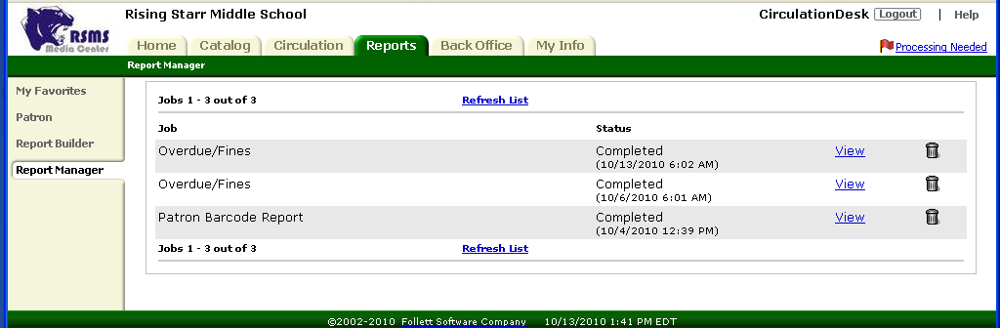 RSMS
Media Center
Rising Starr Middle School
CirculationDesk Logout | Help
Home Catalog Circulation Reports Back Office My Info
Processing Needed
Report Manager
My Favorites
Patron
Report Builder
Report Manager
Jobs 1 - 3 out of 3 Refresh List
Job Status
Overdue/Fines Completed View
(10/13/2010 6:02 AM)
Overdue/Fines Completed View
(10/6/2010 6:01 AM)
Patron Barcode Report Completed View
(10/4/2010 12:39 PM)
Jobs 1 - 3 out of 3 Refresh List
©2002-2010 Follett Software Company 10/13/2010 1:41 PM EDT